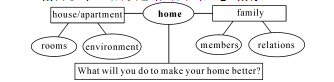 house/apartment
home
family
rooms
environment
members
relations
What will you do to make your home better?